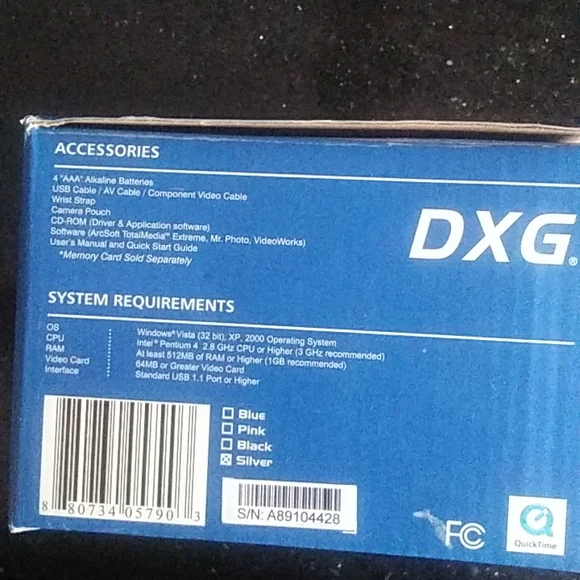 ACCESSORIES
4 "AAA" Alkaline Batteries
USB Cable / AV Cable / Component Video Cable
Wrist Strap
Camera Pouch
CD-ROM (Driver & Application software)
Software (ArcSoft TotalMedia™ Extreme, Mr. Photo, VideoWorks)
User's Manual and Quick Start Guide
*Memory Card Sold Separately
DXG®
SYSTEM REQUIREMENTS
OS Windows® Vista (32 bit), XP, 2000 Operating System
CPU Intel® Pentium 4 2.8 GHz CPU or Higher (3 GHz recommended)
RAM At least 512MB of RAM or Higher (1GB recommended)
Video Card 64MB or Greater Video Card
Interface Standard USB 1.1 Port or Higher
Blue
Pink
Black
Silver
8 80734 05790 3
S/N: A89104428
FC
QuickTime